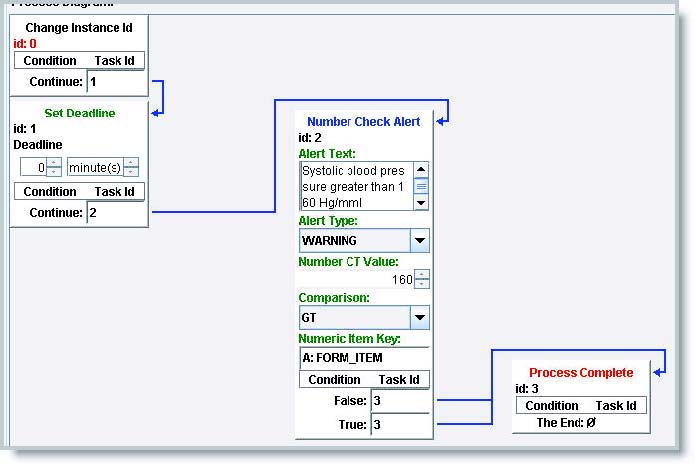 Process Diagram:
Change Instance Id
id: 0
Condition Task Id
Continue: 1
Set Deadline
id: 1
Deadline
0 minute(s)
Condition Task Id
Continue: 2
Number Check Alert
id: 2
Alert Text:
Systolic blood pres
sure greater than 1
60 Hg/mml
Alert Type:
WARNING
Number CT Value:
160
Comparison:
GT
Numeric Item Key:
A: FORM_ITEM
Condition Task Id
False: 3
True: 3
Process Complete
id: 3
Condition Task Id
The End: Ø